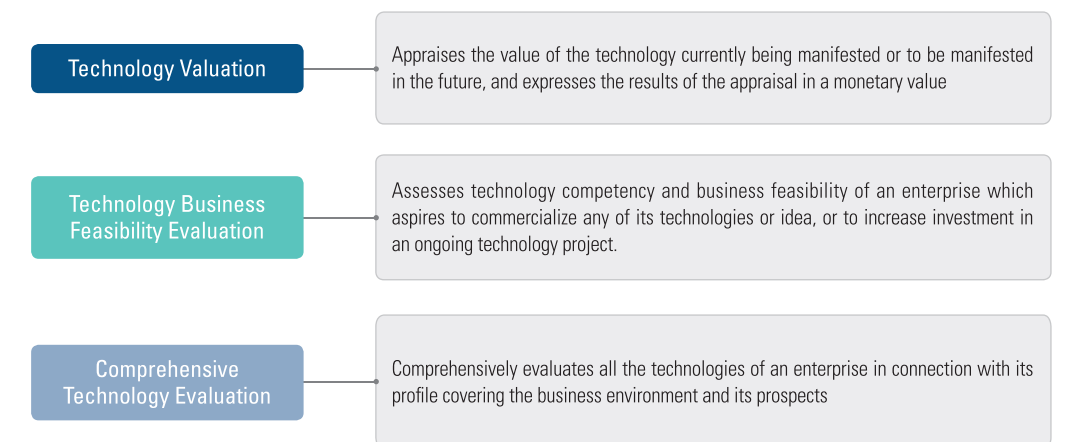 Technology Valuation
Appraises the value of the technology currently being manifested or to be manifested
in the future, and expresses the results of the appraisal in a monetary value
Technology Business
Feasibility Evaluation
Assesses technology competency and business feasibility of an enterprise which
aspires to commercialize any of its technologies or idea, or to increase investment in
an ongoing technology project.
Comprehensive
Technology Evaluation
Comprehensively evaluates all the technologies of an enterprise in connection with its
profile covering the business environment and its prospects